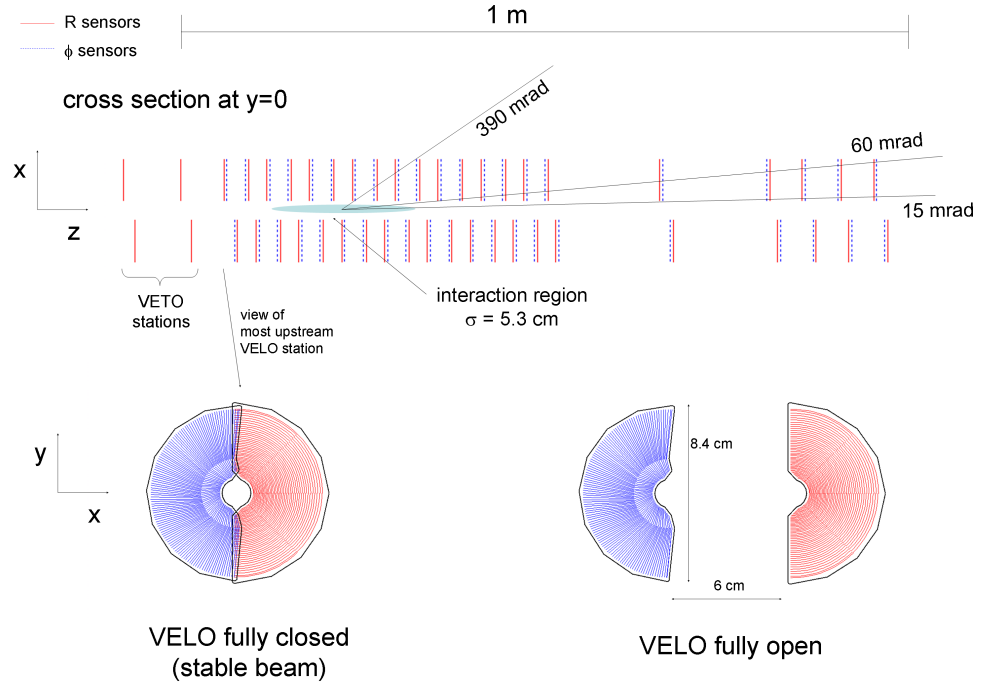 R sensors
ϕ sensors
1 m
cross section at y=0
390 mrad
60 mrad
15 mrad
x
z
VETO
stations
interaction region
σ = 5.3 cm
view of
most upstream
VELO station
y
x
8.4 cm
6 cm
VELO fully closed
(stable beam)
VELO fully open